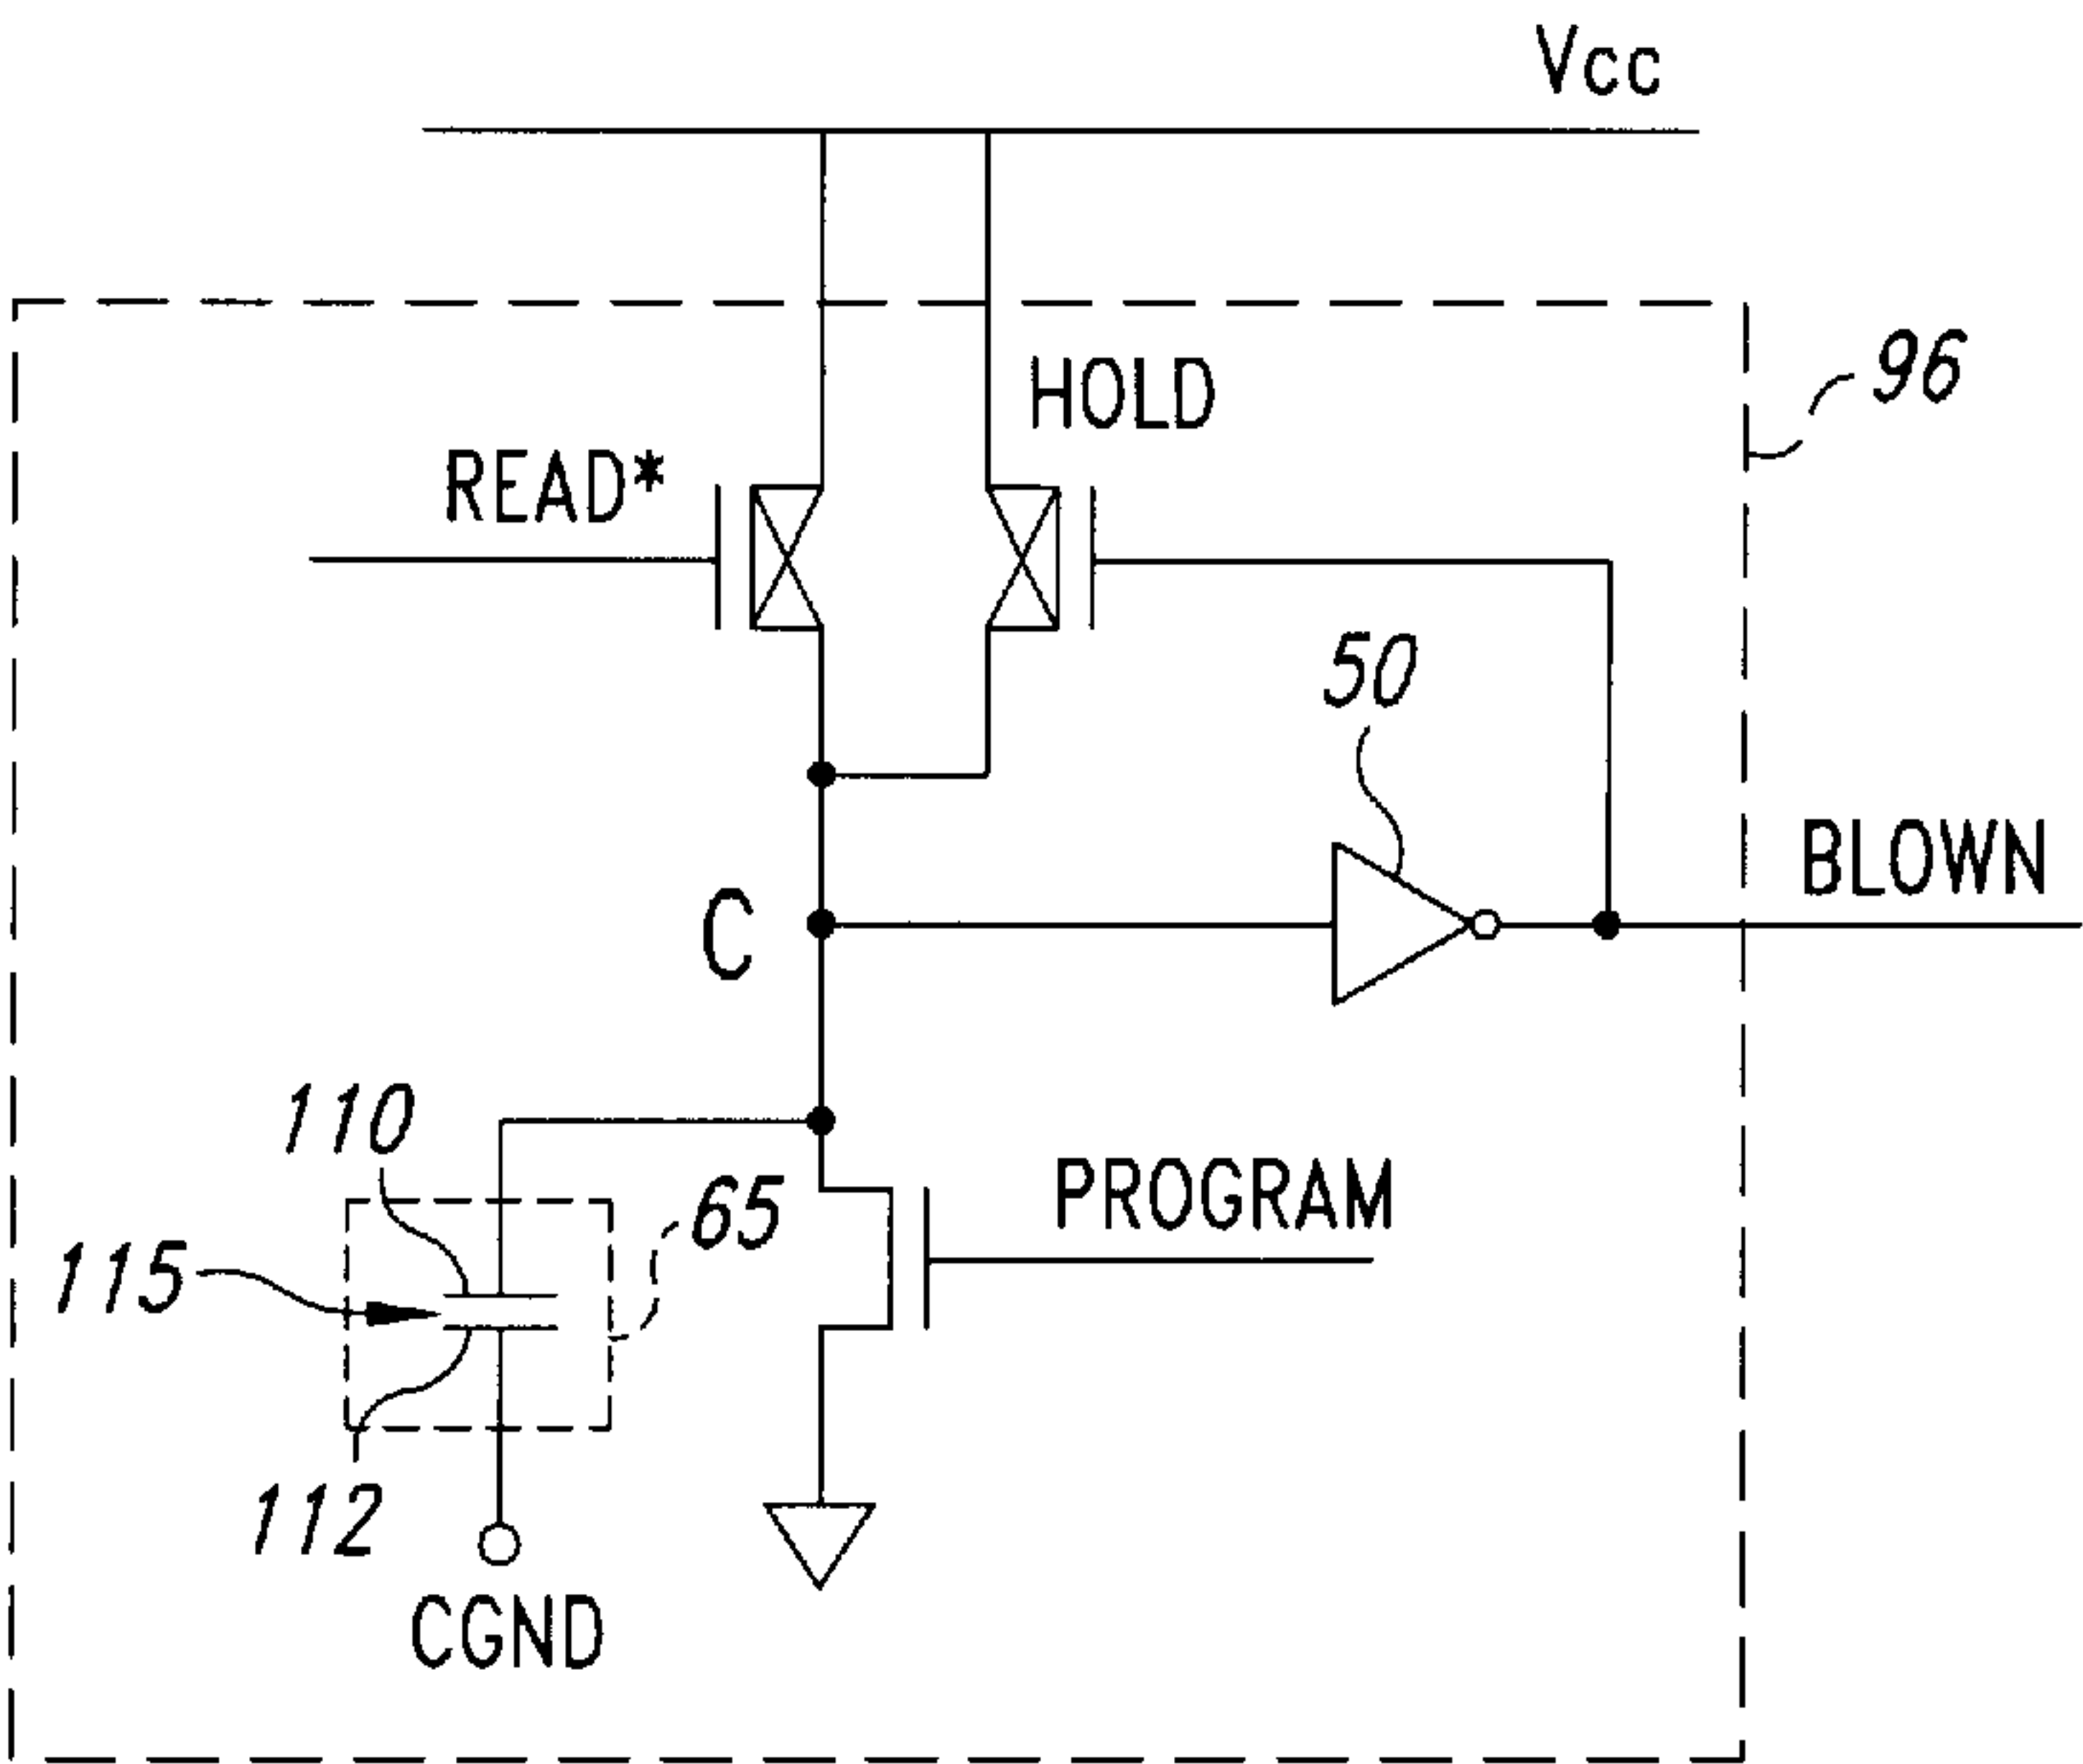 Vcc
96
HOLD
READ*
50
BLOWN
C
110
65
PROGRAM
115
112
CGND